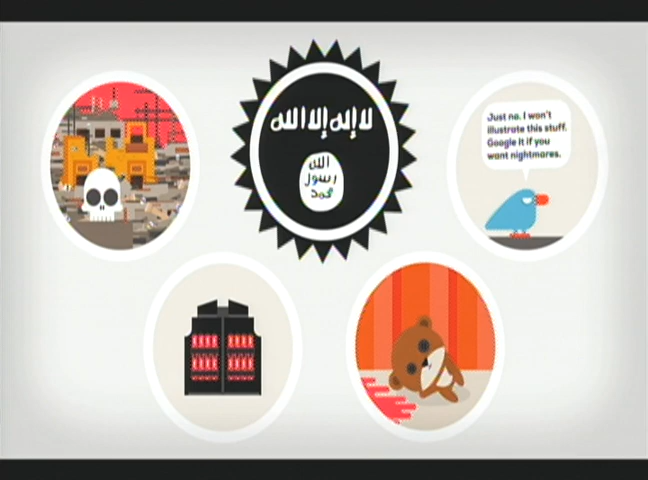 لا إله إلا الله
الله
رسول
محمد
Just no. I won't
illustrate this stuff.
Google it if you
want nightmares.